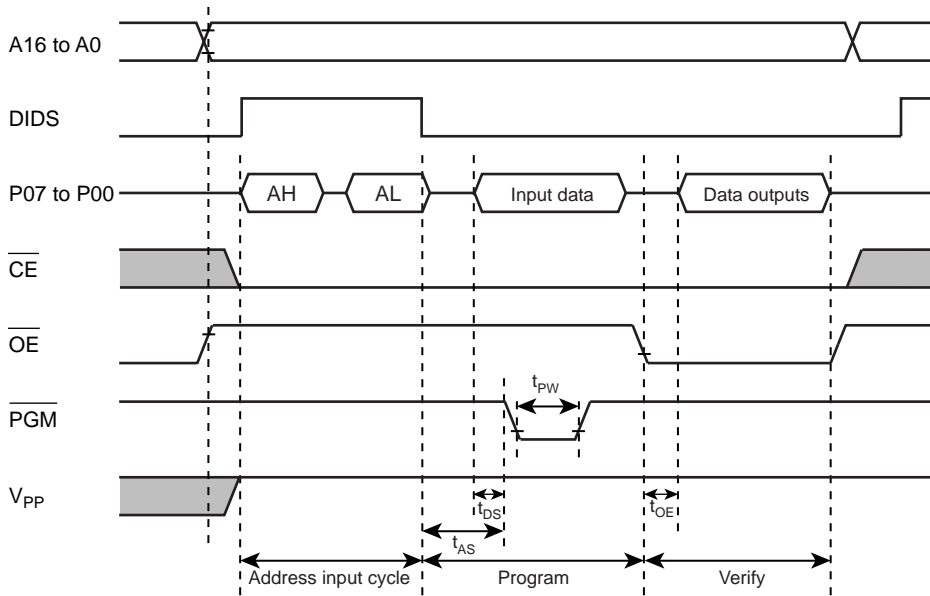 A16 to A0
DIDS
P07 to P00
AH
AL
Input data
Data outputs
CE
OE
tPW
PGM
VPP
tDS
tOE
tAS
Address input cycle
Program
Verify